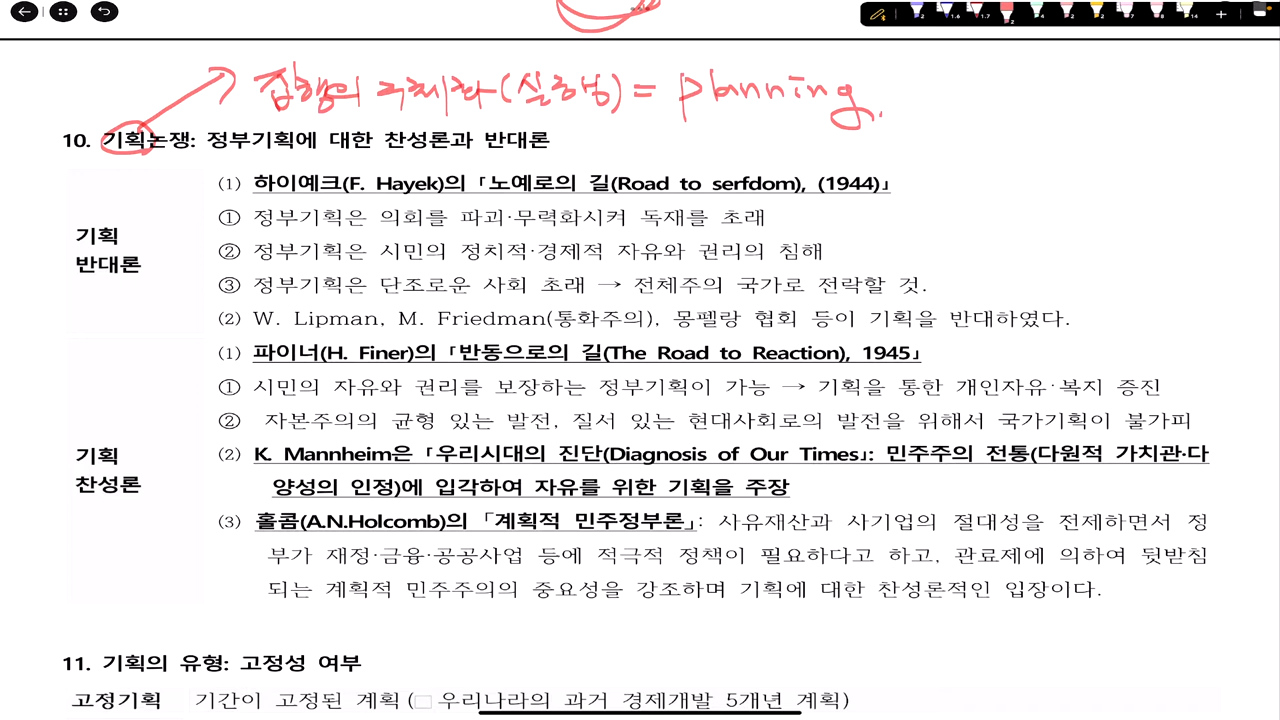 집행의 구체화(실행성) = planning.
10. 기획논쟁: 정부기획에 대한 찬성론과 반대론
기획
반대론
(1) 하이예크(F. Hayek)의 「노예로의 길(Road to serfdom), (1944)」
① 정부기획은 의회를 파괴·무력화시켜 독재를 초래
② 정부기획은 시민의 정치적·경제적 자유와 권리의 침해
③ 정부기획은 단조로운 사회 초래 → 전체주의 국가로 전락할 것.
(2) W. Lipman, M. Friedman(통화주의), 몽펠랑 협회 등이 기획을 반대하였다.
기획
찬성론
(1) 파이너(H. Finer)의 「반동으로의 길(The Road to Reaction), 1945」
① 시민의 자유와 권리를 보장하는 정부기획이 가능 → 기획을 통한 개인자유·복지 증진
② 자본주의의 균형 있는 발전, 질서 있는 현대사회로의 발전을 위해서 국가기획이 불가피
(2) K. Mannheim은 「우리시대의 진단(Diagnosis of Our Times」: 민주주의 전통(다원적 가치관·다
양성의 인정)에 입각하여 자유를 위한 기획을 주장
(3) 홀콤(A.N.Holcomb)의 「계획적 민주정부론」: 사유재산과 사기업의 절대성을 전제하면서 정
부가 재정·금융·공공사업 등에 적극적 정책이 필요하다고 하고, 관료제에 의하여 뒷받침
되는 계획적 민주주의의 중요성을 강조하며 기획에 대한 찬성론적인 입장이다.
11. 기획의 유형: 고정성 여부
고정기획 기간이 고정된 계획(□우리나라의 과거 경제개발 5개년 계획)